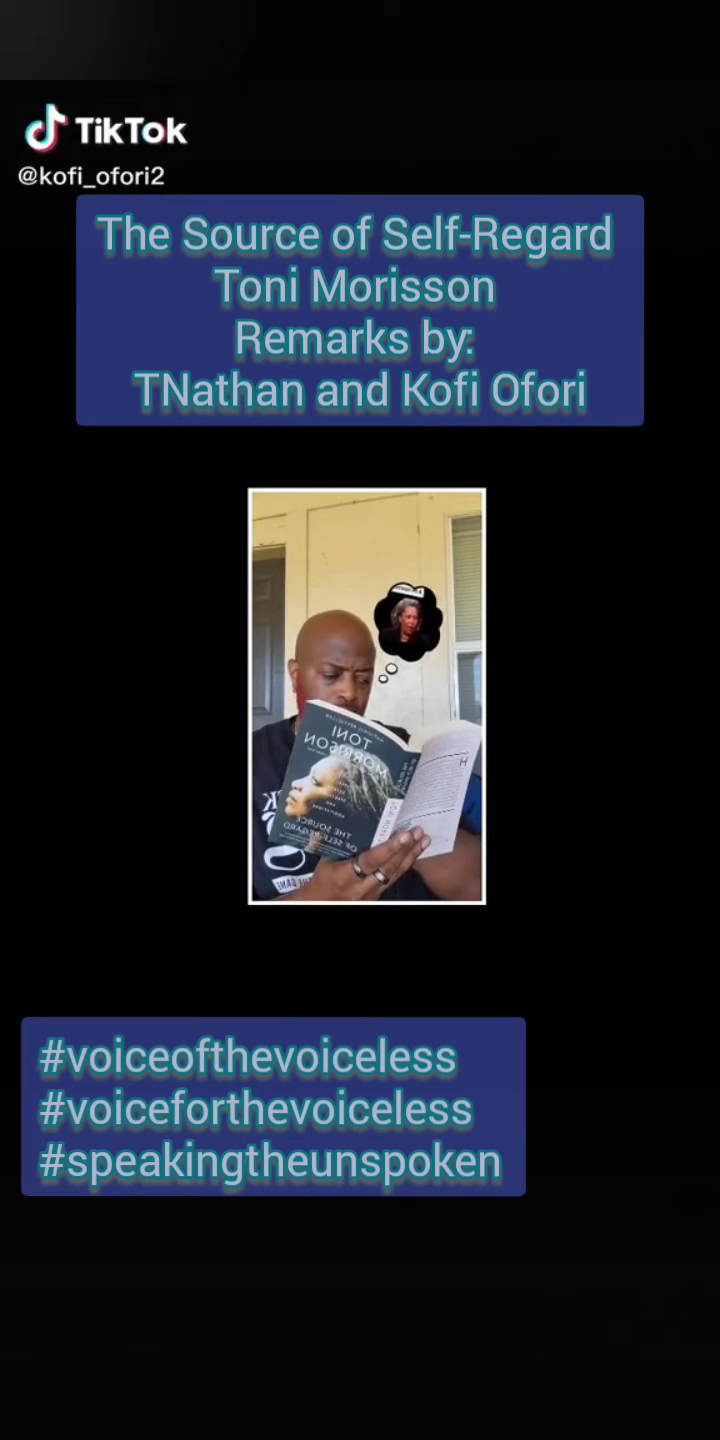 TikTok
@kofi_ofori2
The Source of Self-Regard
Toni Morisson
Remarks by:
TNathan and Kofi Ofori
TONI
MORRISON
THE SOURCE
OF SELF-REGARD
#voiceofthevoiceless
#voiceforthevoiceless
#speakingtheunspoken